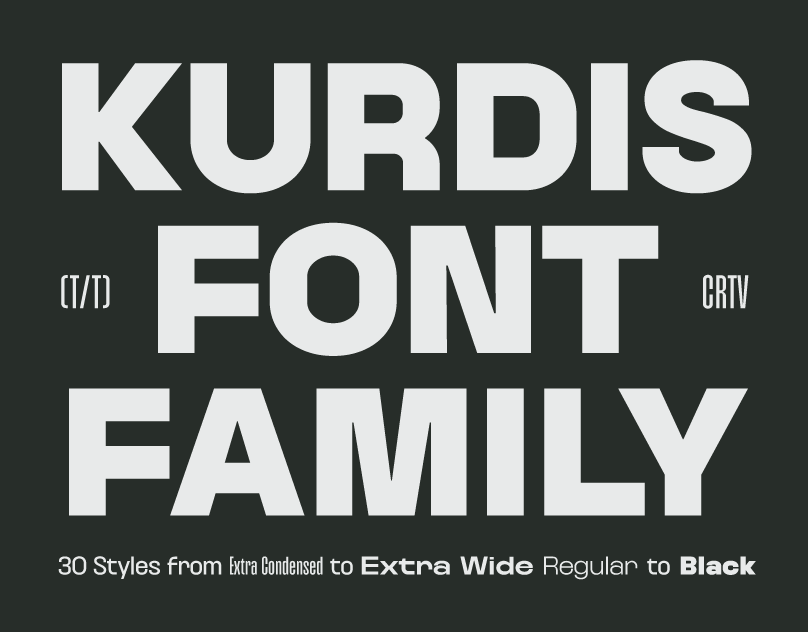 KURDIS
(T/T) FONT CRTV
FAMILY
30 Styles from Extra Condensed to Extra Wide Regular to Black